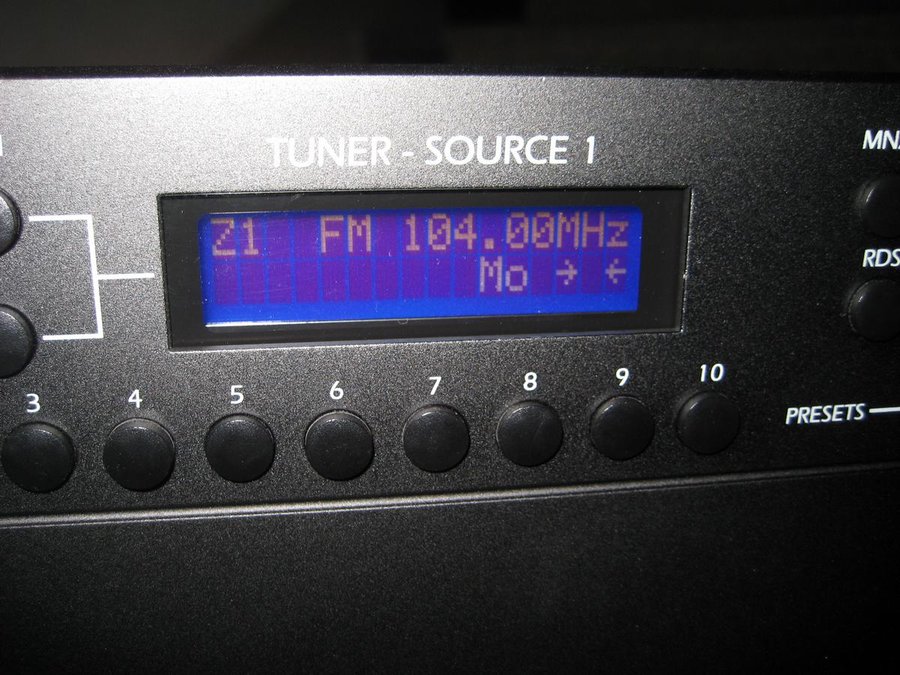 TUNER - SOURCE 1
Z1 FM 104.00MHz
Mo → ←
3 4 5 6 7 8 9 10
RDS
PRESETS